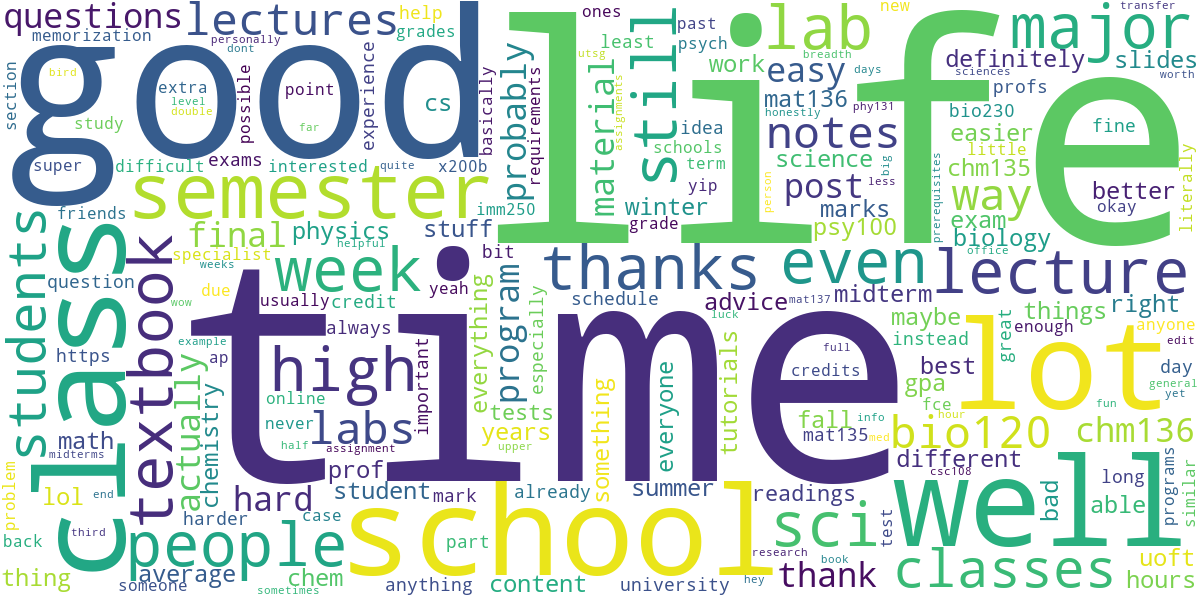 questions
lectures
help
ones
past
lab
new
transfer
memorization
personally
grades
utsg
least
psych
breadth
major
good
life
bird
dont
cs
work
easy
days
definitely
slides
section
extra
level
double
possible
point
far
experience
basically
probably
requirements
material
assignments
still
idea
mat136
honestly
phy131
sciences
profs
worth
study
notes
bio230
easier
fine
super
difficult
exams
interested
quite
x200b
schools
term
science
big
little
chm135
literally
semester
imm250
yip
person
post
less
way
better
okay
friends
winter
marks
prerequisites
exam
students
class
final
physics
stuff
grade
psy100
biology
specialist
helpful
office
question
weeks
week
bit
thanks
even
lecture
textbook
due
usually
credit
yeah
everything
program
schedule
advice
mat137
midterm
things
right
wow
time
especially
luck
maybe
great
enough
anyone
https
example
always
important
tutorials
full
instead
edit
ap
high
best
lot
day
general
actually
online
credits
gpa
yet
chemistry
never
labs
tests
something
everyone
fall
info
fce
fun
math
half
years
mat135
med
hour
bio120
chm136
midterms
assignment
upper
prof
different
problem
hard
student
mark
already
summer
readings
csc108
well
bad
long
programs
similar
lol
end
harder
case
school
sci
test
able
back
third
people
part
research
uoft
thing
average
chem
book
thank
classes
hours
someone
sometimes
anything
content
university
hey